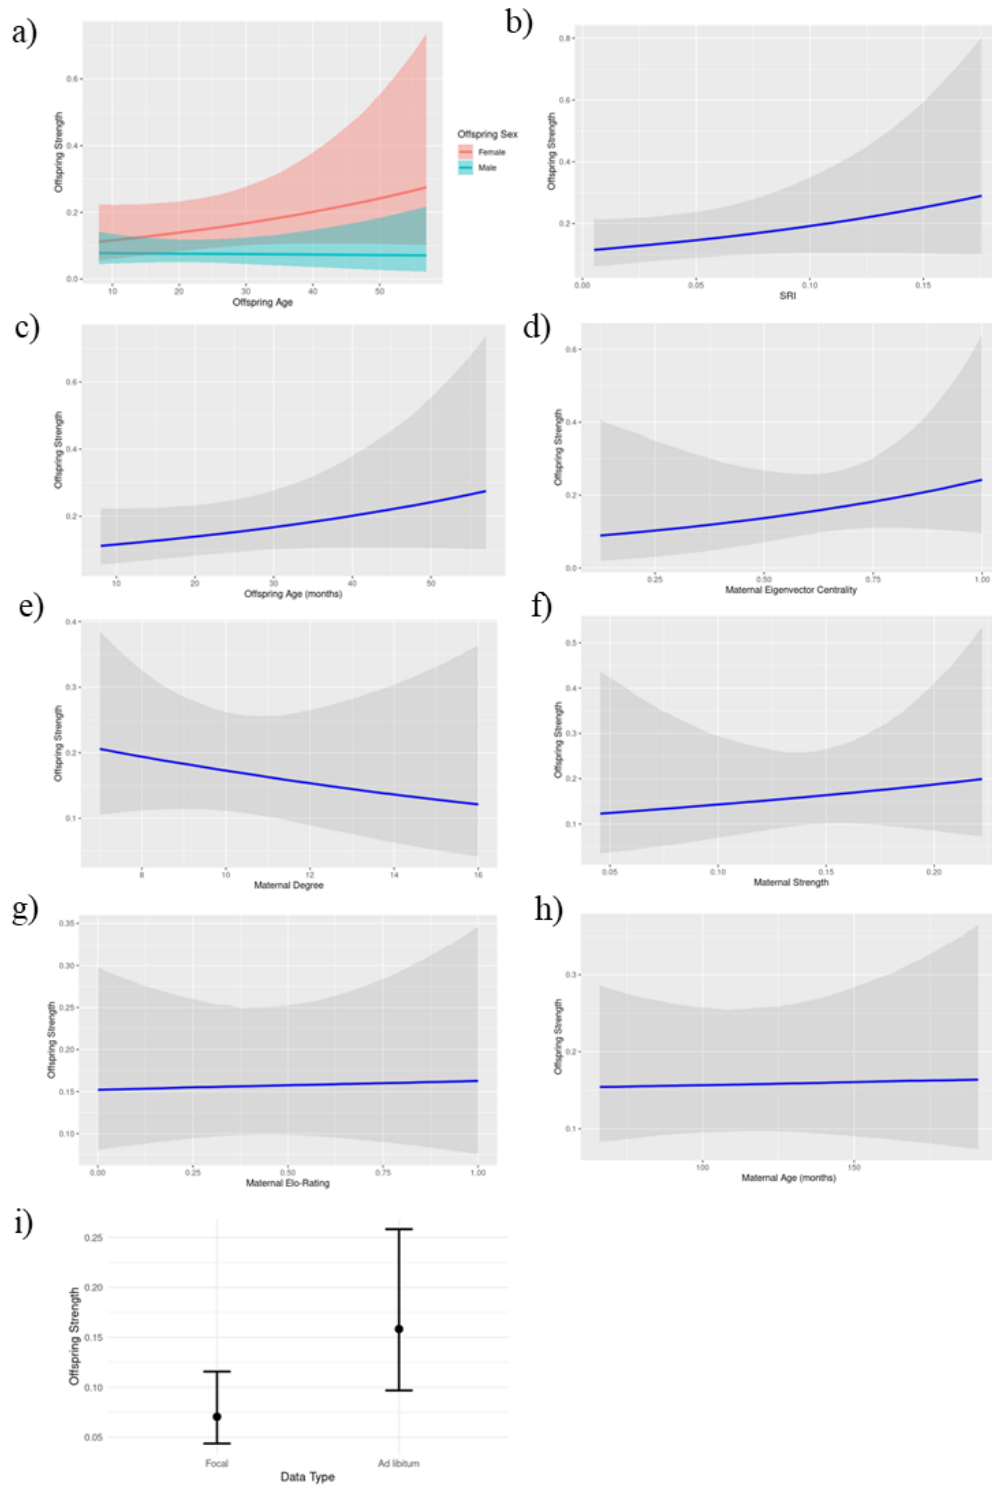 a)
0.6
0.4
0.2
0.0
10 20 30 40 50
Offspring Age
Offspring Strength
Offspring Sex
Female
Male
b)
0.8
0.6
0.4
0.2
0.00 0.05 0.10 0.15
SRI
Offspring Strength
c)
0.6
0.4
0.2
10 20 30 40 50
Offspring Age (months)
Offspring Strength
d)
0.6
0.4
0.2
0.0
0.25 0.50 0.75 1.00
Maternal Eigenvector Centrality
Offspring Strength
e)
0.4
0.3
0.2
0.1
8 10 12 14 16
Maternal Degree
Offspring Strength
f)
0.5
0.4
0.3
0.2
0.1
0.05 0.10 0.15 0.20
Maternal Strength
Offspring Strength
g)
0.35
0.30
0.25
0.20
0.15
0.10
0.00 0.25 0.50 0.75 1.00
Maternal Elo-Rating
Offspring Strength
h)
0.3
0.2
0.1
100 150
Maternal Age (months)
Offspring Strength
i)
0.25
0.20
0.15
0.10
0.05
Focal Ad libitum
Data Type
Offspring Strength